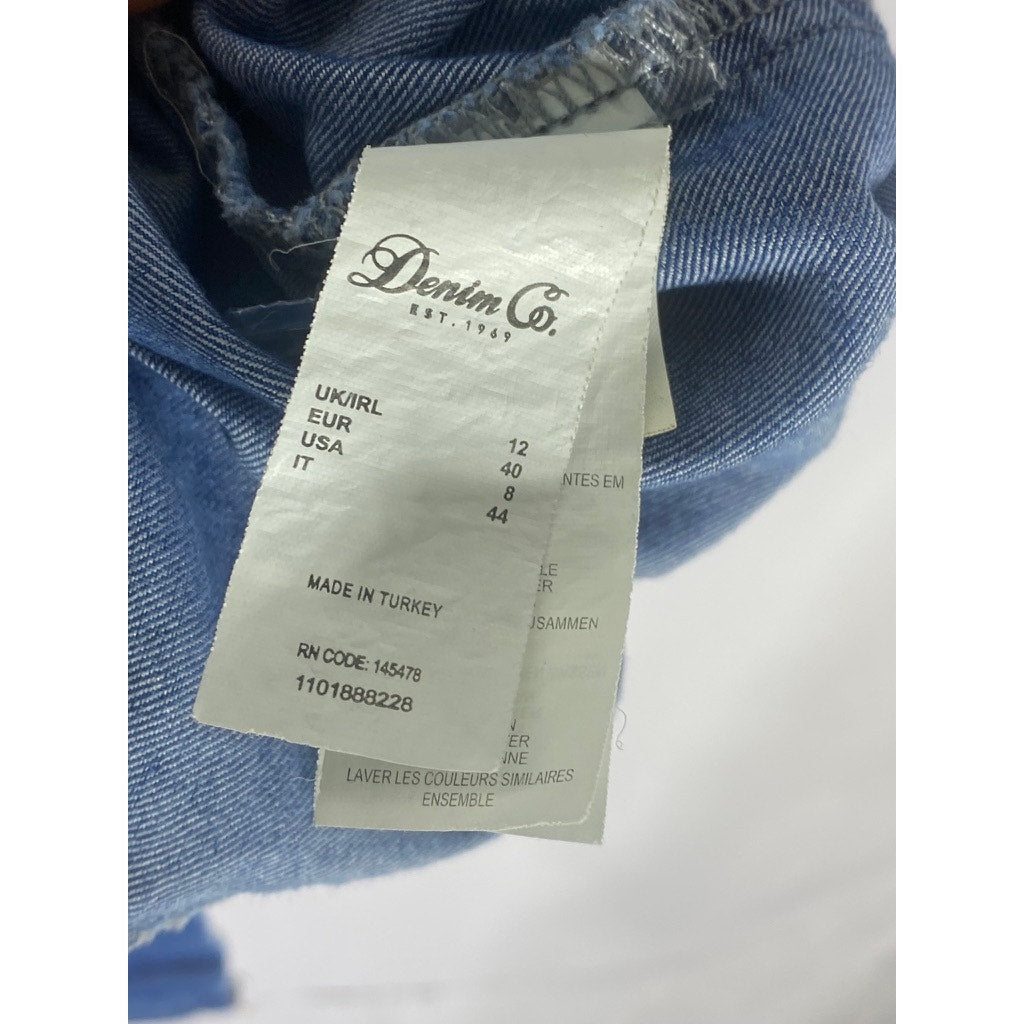 Denim Co.
EST. 1969
UK/IRL 12
EUR 40
USA 8
IT 44
MADE IN TURKEY
RN CODE: 145478
1101888228
NTES EM
LE
ER
USAMMEN
N
ER
NNE
LAVER LES COULEURS SIMILAIRES
ENSEMBLE